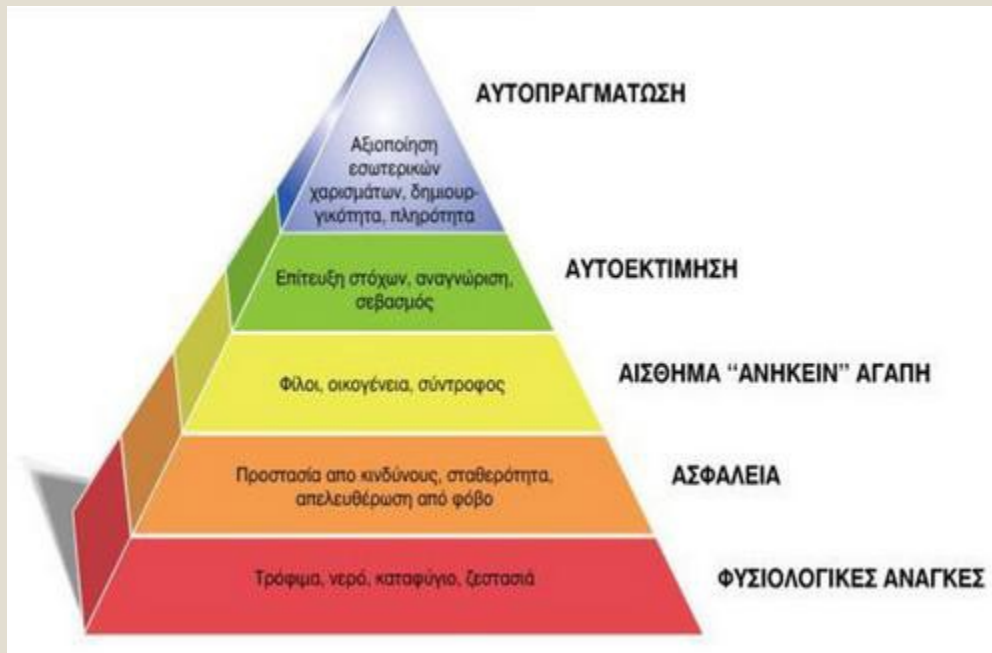 ΑΥΤΟΠΡΑΓΜΑΤΩΣΗ
Αξιοποίηση
εσωτερικών
χαρισμάτων, δημιουρ-
γικότητα, πληρότητα
ΑΥΤΟΕΚΤΙΜΗΣΗ
Επίτευξη στόχων, αναγνώριση,
σεβασμός
ΑΙΣΘΗΜΑ “ΑΝΗΚΕΙΝ” ΑΓΑΠΗ
Φίλοι, οικογένεια, σύντροφος
ΑΣΦΑΛΕΙΑ
Προστασία απο κινδύνους, σταθερότητα,
απελευθέρωση από φόβο
ΦΥΣΙΟΛΟΓΙΚΕΣ ΑΝΑΓΚΕΣ
Τρόφιμα, νερό, καταφύγιο, ζεστασιά